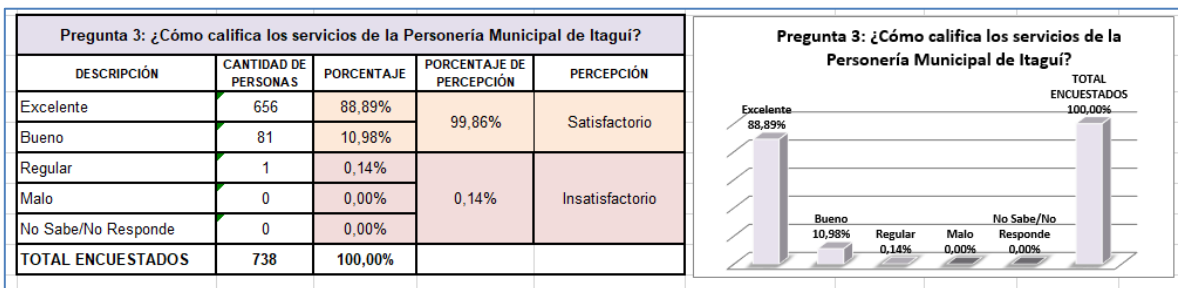 Pregunta 3: ¿Cómo califica los servicios de la Personería Municipal de Itaguí?
DESCRIPCIÓN CANTIDAD DE PERSONAS PORCENTAJE PORCENTAJE DE PERCEPCIÓN PERCEPCIÓN
Excelente 656 88,89% 99,86% Satisfactorio
Bueno 81 10,98%
Regular 1 0,14%
Malo 0 0,00% 0,14% Insatisfactorio
No Sabe/No Responde 0 0,00%
TOTAL ENCUESTADOS 738 100,00%
Pregunta 3: ¿Cómo califica los servicios de la
Personería Municipal de Itaguí?
Excelente
88,89%
Bueno
10,98%
Regular
0,14%
Malo
0,00%
No Sabe/No
Responde
0,00%
TOTAL
ENCUESTADOS
100,00%